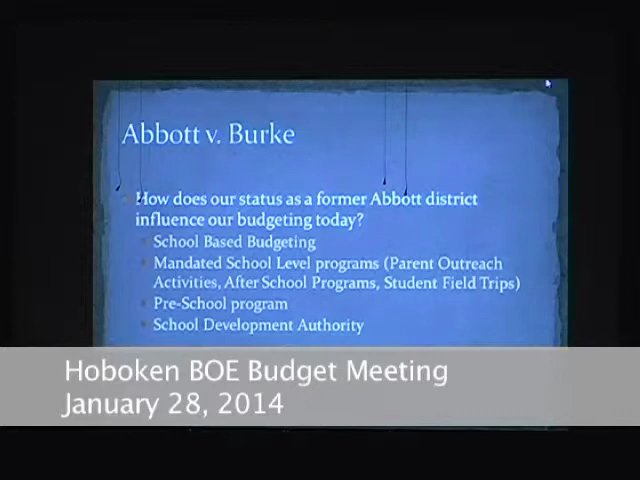 Abbott v. Burke
How does our status as a former Abbott district
influence our budgeting today?
School Based Budgeting
Mandated School Level programs (Parent Outreach
Activities, After School Programs, Student Field Trips)
Pre-School program
School Development Authority
Hoboken BOE Budget Meeting
January 28, 2014